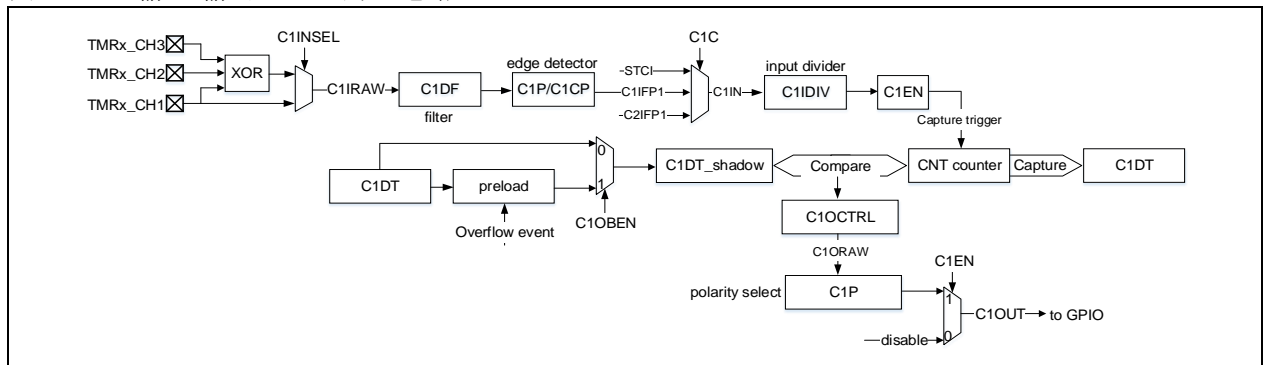 TMRx_CH3
TMRx_CH2
TMRx_CH1
XOR
C1INSEL
C1IRAW
C1DF
filter
edge detector
C1P/C1CP
STCI
C1IFP1
C2IFP1
C1C
C1IN
input divider
C1IDIV
C1EN
Capture trigger
C1DT
preload
Overflow event
0
1
C1OBEN
C1DT_shadow
Compare
CNT counter
Capture
C1DT
C1OCTRL
C1ORAW
polarity select
C1P
C1EN
1
0
disable
C1OUT
to GPIO